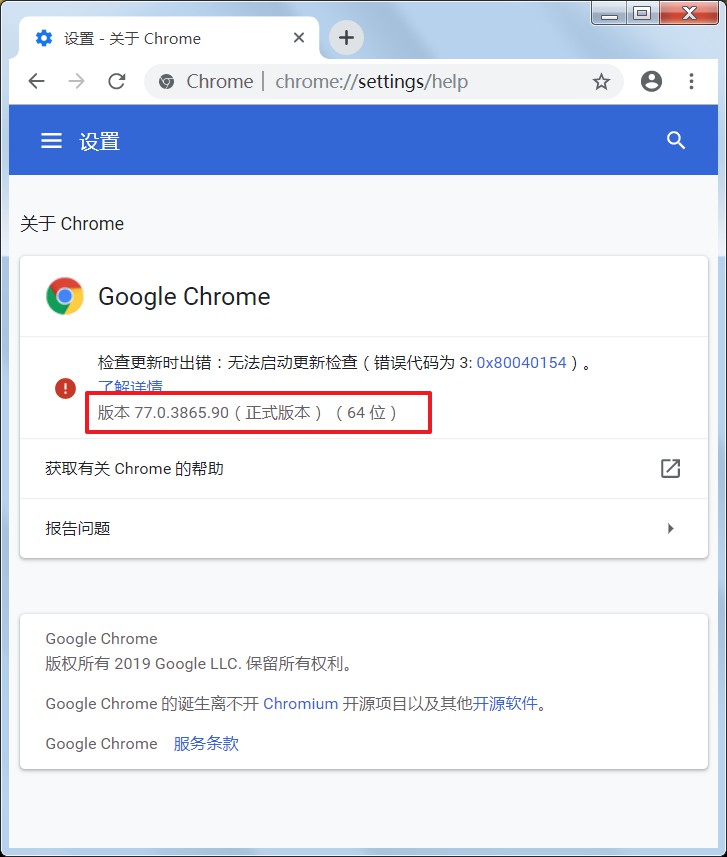 设置 - 关于 Chrome
Chrome | chrome://settings/help
设置
关于 Chrome
Google Chrome
检查更新时出错：无法启动更新检查（错误代码为 3: 0x80040154）。
了解详情
版本 77.0.3865.90（正式版本）（64 位）
获取有关 Chrome 的帮助
报告问题
Google Chrome
版权所有 2019 Google LLC. 保留所有权利。
Google Chrome 的诞生离不开 Chromium 开源项目以及其他开源软件。
Google Chrome 服务条款